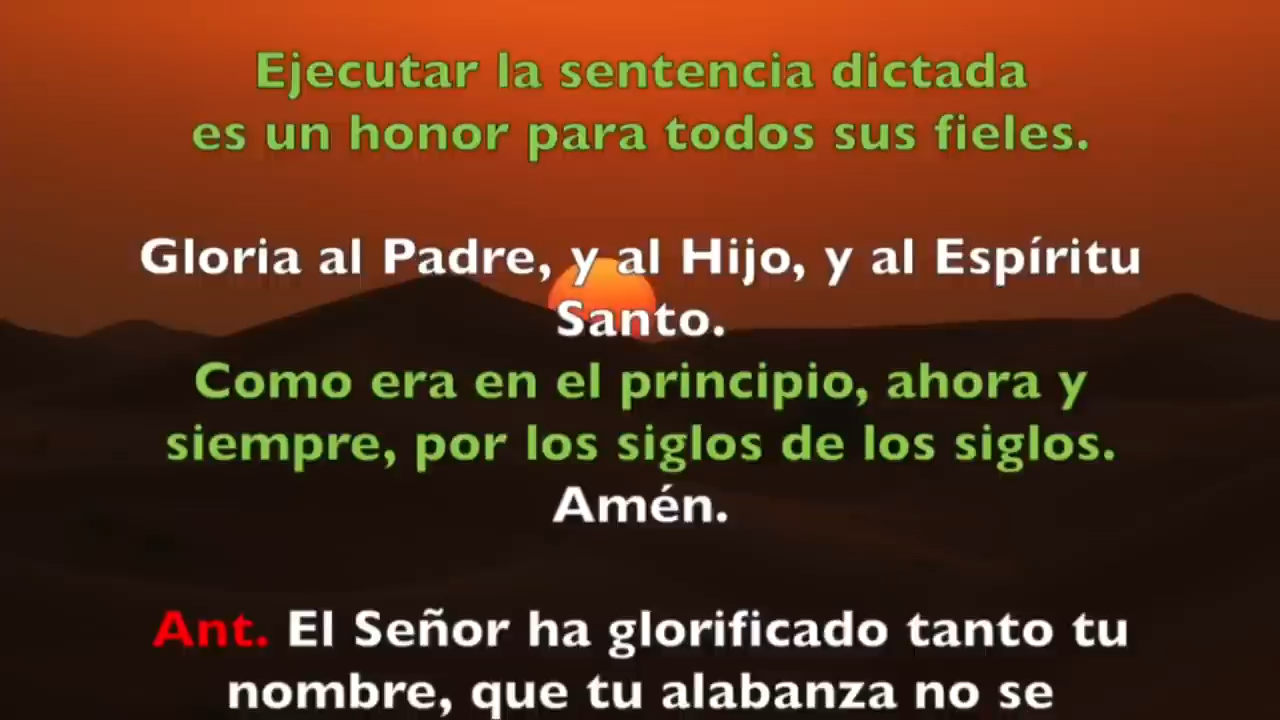 Ejecutar la sentencia dictada
es un honor para todos sus fieles.
Gloria al Padre, y al Hijo, y al Espíritu
Santo.
Como era en el principio, ahora y
siempre, por los siglos de los siglos.
Amén.
Ant. El Señor ha glorificado tanto tu
nombre, que tu alabanza no se